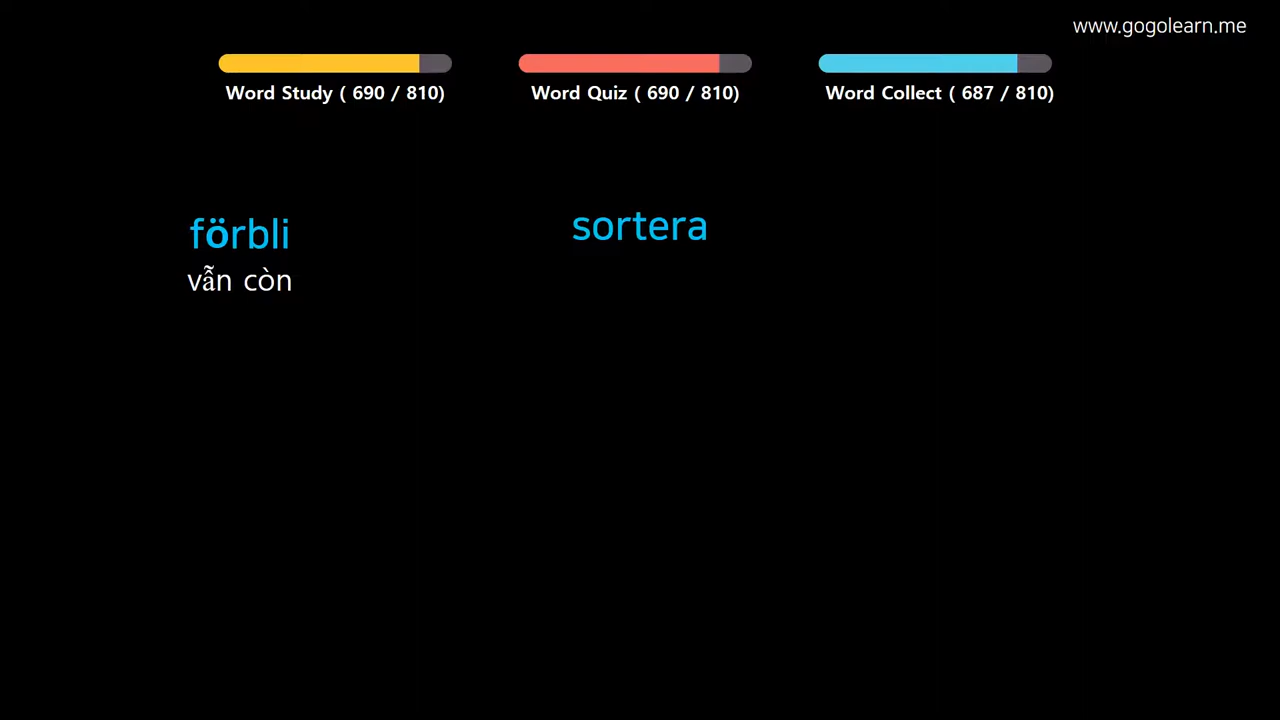 www.gogolearn.me
Word Study ( 690 / 810)
Word Quiz ( 690 / 810)
Word Collect ( 687 / 810)
förbli
vẫn còn
sortera